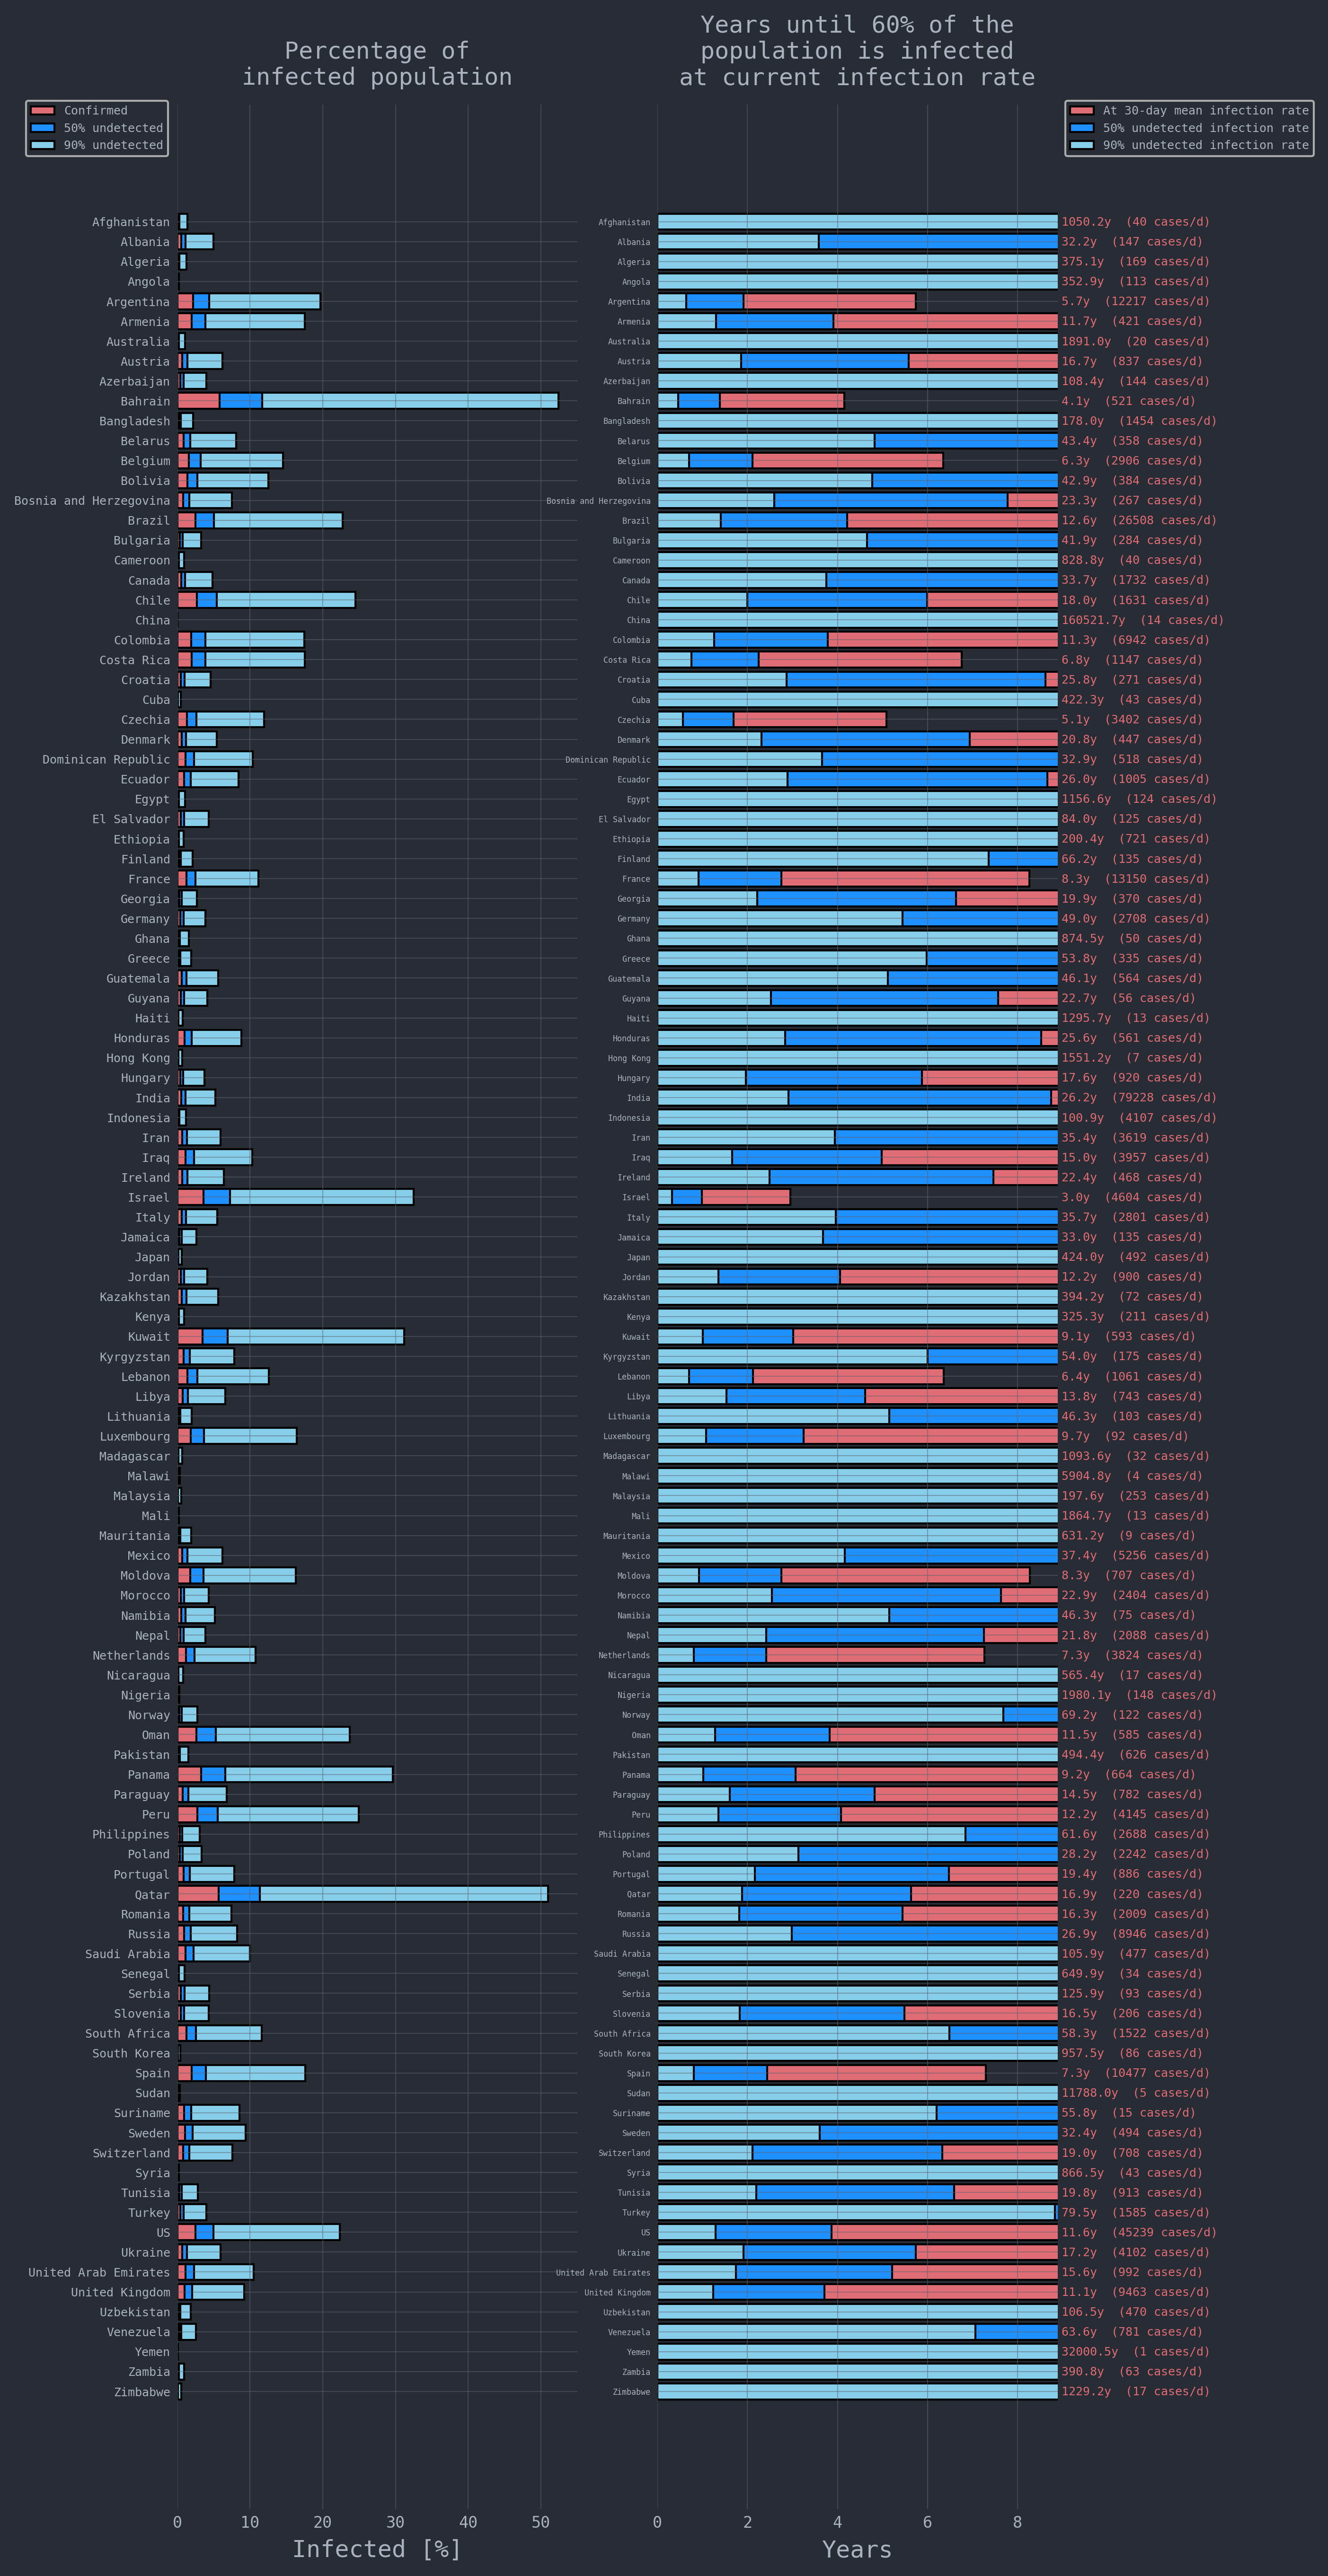 Percentage of
infected population
Years until 60% of the
population is infected
at current infection rate
Confirmed
50% undetected
90% undetected
At 30-day mean infection rate
50% undetected infection rate
90% undetected infection rate
Afghanistan Afghanistan 1050.2y (40 cases/d)
Albania Albania 32.2y (147 cases/d)
Algeria Algeria 375.1y (169 cases/d)
Angola Angola 352.9y (113 cases/d)
Argentina Argentina 5.7y (12217 cases/d)
Armenia Armenia 11.7y (421 cases/d)
Australia Australia 1891.0y (20 cases/d)
Austria Austria 16.7y (837 cases/d)
Azerbaijan Azerbaijan 108.4y (144 cases/d)
Bahrain Bahrain 4.1y (521 cases/d)
Bangladesh Bangladesh 178.0y (1454 cases/d)
Belarus Belarus 43.4y (358 cases/d)
Belgium Belgium 6.3y (2906 cases/d)
Bolivia Bolivia 42.9y (384 cases/d)
Bosnia and Herzegovina Bosnia and Herzegovina 23.3y (267 cases/d)
Brazil Brazil 12.6y (26508 cases/d)
Bulgaria Bulgaria 41.9y (284 cases/d)
Cameroon Cameroon 828.8y (40 cases/d)
Canada Canada 33.7y (1732 cases/d)
Chile Chile 18.0y (1631 cases/d)
China China 160521.7y (14 cases/d)
Colombia Colombia 11.3y (6942 cases/d)
Costa Rica Costa Rica 6.8y (1147 cases/d)
Croatia Croatia 25.8y (271 cases/d)
Cuba Cuba 422.3y (43 cases/d)
Czechia Czechia 5.1y (3402 cases/d)
Denmark Denmark 20.8y (447 cases/d)
Dominican Republic Dominican Republic 32.9y (518 cases/d)
Ecuador Ecuador 26.0y (1005 cases/d)
Egypt Egypt 1156.6y (124 cases/d)
El Salvador El Salvador 84.0y (125 cases/d)
Ethiopia Ethiopia 200.4y (721 cases/d)
Finland Finland 66.2y (135 cases/d)
France France 8.3y (13150 cases/d)
Georgia Georgia 19.9y (370 cases/d)
Germany Germany 49.0y (2708 cases/d)
Ghana Ghana 874.5y (50 cases/d)
Greece Greece 53.8y (335 cases/d)
Guatemala Guatemala 46.1y (564 cases/d)
Guyana Guyana 22.7y (56 cases/d)
Haiti Haiti 1295.7y (13 cases/d)
Honduras Honduras 25.6y (561 cases/d)
Hong Kong Hong Kong 1551.2y (7 cases/d)
Hungary Hungary 17.6y (920 cases/d)
India India 26.2y (79228 cases/d)
Indonesia Indonesia 100.9y (4107 cases/d)
Iran Iran 35.4y (3619 cases/d)
Iraq Iraq 15.0y (3957 cases/d)
Ireland Ireland 22.4y (468 cases/d)
Israel Israel 3.0y (4604 cases/d)
Italy Italy 35.7y (2801 cases/d)
Jamaica Jamaica 33.0y (135 cases/d)
Japan Japan 424.0y (492 cases/d)
Jordan Jordan 12.2y (900 cases/d)
Kazakhstan Kazakhstan 394.2y (72 cases/d)
Kenya Kenya 325.3y (211 cases/d)
Kuwait Kuwait 9.1y (593 cases/d)
Kyrgyzstan Kyrgyzstan 54.0y (175 cases/d)
Lebanon Lebanon 6.4y (1061 cases/d)
Libya Libya 13.8y (743 cases/d)
Lithuania Lithuania 46.3y (103 cases/d)
Luxembourg Luxembourg 9.7y (92 cases/d)
Madagascar Madagascar 1093.6y (32 cases/d)
Malawi Malawi 5904.8y (4 cases/d)
Malaysia Malaysia 197.6y (253 cases/d)
Mali Mali 1864.7y (13 cases/d)
Mauritania Mauritania 631.2y (9 cases/d)
Mexico Mexico 37.4y (5256 cases/d)
Moldova Moldova 8.3y (707 cases/d)
Morocco Morocco 22.9y (2404 cases/d)
Namibia Namibia 46.3y (75 cases/d)
Nepal Nepal 21.8y (2088 cases/d)
Netherlands Netherlands 7.3y (3824 cases/d)
Nicaragua Nicaragua 565.4y (17 cases/d)
Nigeria Nigeria 1980.1y (148 cases/d)
Norway Norway 69.2y (122 cases/d)
Oman Oman 11.5y (585 cases/d)
Pakistan Pakistan 494.4y (626 cases/d)
Panama Panama 9.2y (664 cases/d)
Paraguay Paraguay 14.5y (782 cases/d)
Peru Peru 12.2y (4145 cases/d)
Philippines Philippines 61.6y (2688 cases/d)
Poland Poland 28.2y (2242 cases/d)
Portugal Portugal 19.4y (886 cases/d)
Qatar Qatar 16.9y (220 cases/d)
Romania Romania 16.3y (2009 cases/d)
Russia Russia 26.9y (8946 cases/d)
Saudi Arabia Saudi Arabia 105.9y (477 cases/d)
Senegal Senegal 649.9y (34 cases/d)
Serbia Serbia 125.9y (93 cases/d)
Slovenia Slovenia 16.5y (206 cases/d)
South Africa South Africa 58.3y (1522 cases/d)
South Korea South Korea 957.5y (86 cases/d)
Spain Spain 7.3y (10477 cases/d)
Sudan Sudan 11788.0y (5 cases/d)
Suriname Suriname 55.8y (15 cases/d)
Sweden Sweden 32.4y (494 cases/d)
Switzerland Switzerland 19.0y (708 cases/d)
Syria Syria 866.5y (43 cases/d)
Tunisia Tunisia 19.8y (913 cases/d)
Turkey Turkey 79.5y (1585 cases/d)
US US 11.6y (45239 cases/d)
Ukraine Ukraine 17.2y (4102 cases/d)
United Arab Emirates United Arab Emirates 15.6y (992 cases/d)
United Kingdom United Kingdom 11.1y (9463 cases/d)
Uzbekistan Uzbekistan 106.5y (470 cases/d)
Venezuela Venezuela 63.6y (781 cases/d)
Yemen Yemen 32000.5y (1 cases/d)
Zambia Zambia 390.8y (63 cases/d)
Zimbabwe Zimbabwe 1229.2y (17 cases/d)
0 10 20 30 40 50 0 2 4 6 8
Infected [%] Years